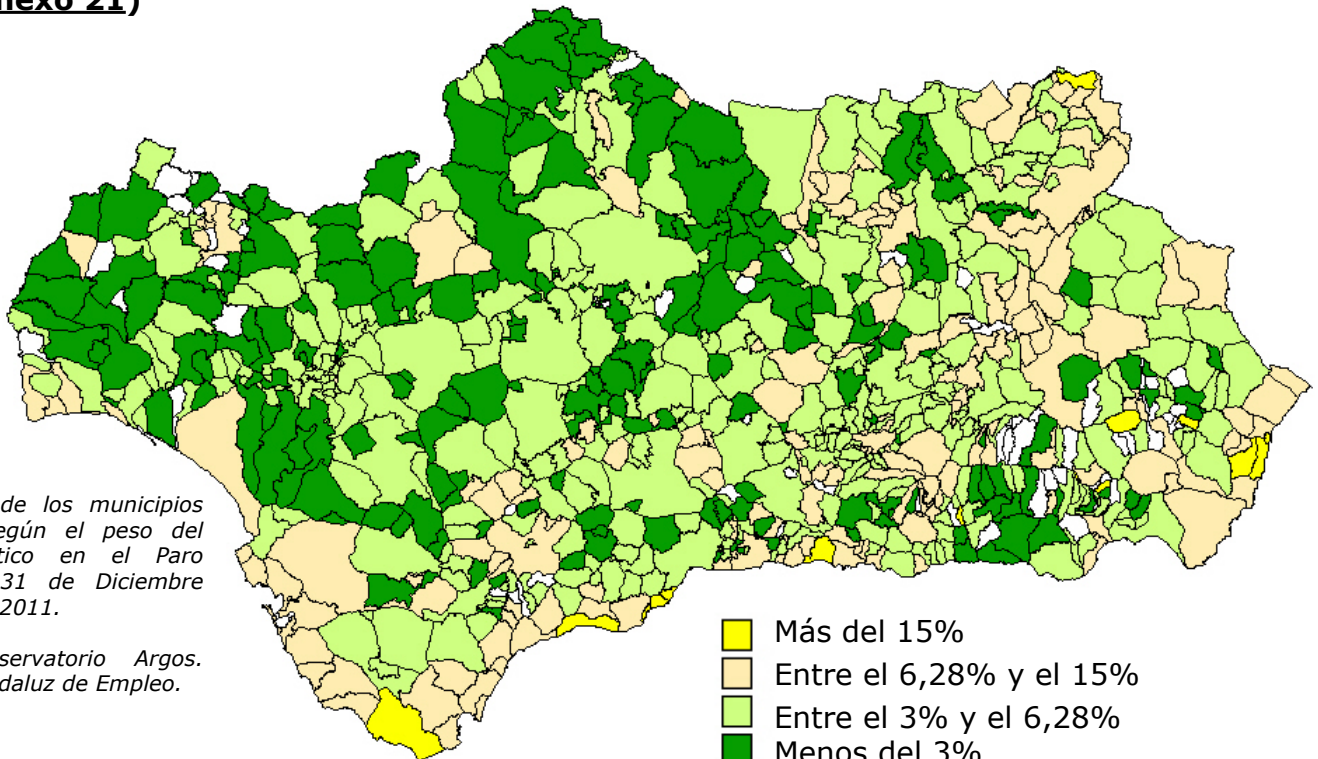 nexo 21)
de los municipios
egún el peso del
tico en el Paro
31 de Diciembre
2011.
servatorio Argos.
daluz de Empleo.
Más del 15%
Entre el 6,28% y el 15%
Entre el 3% y el 6,28%
Menos del 3%